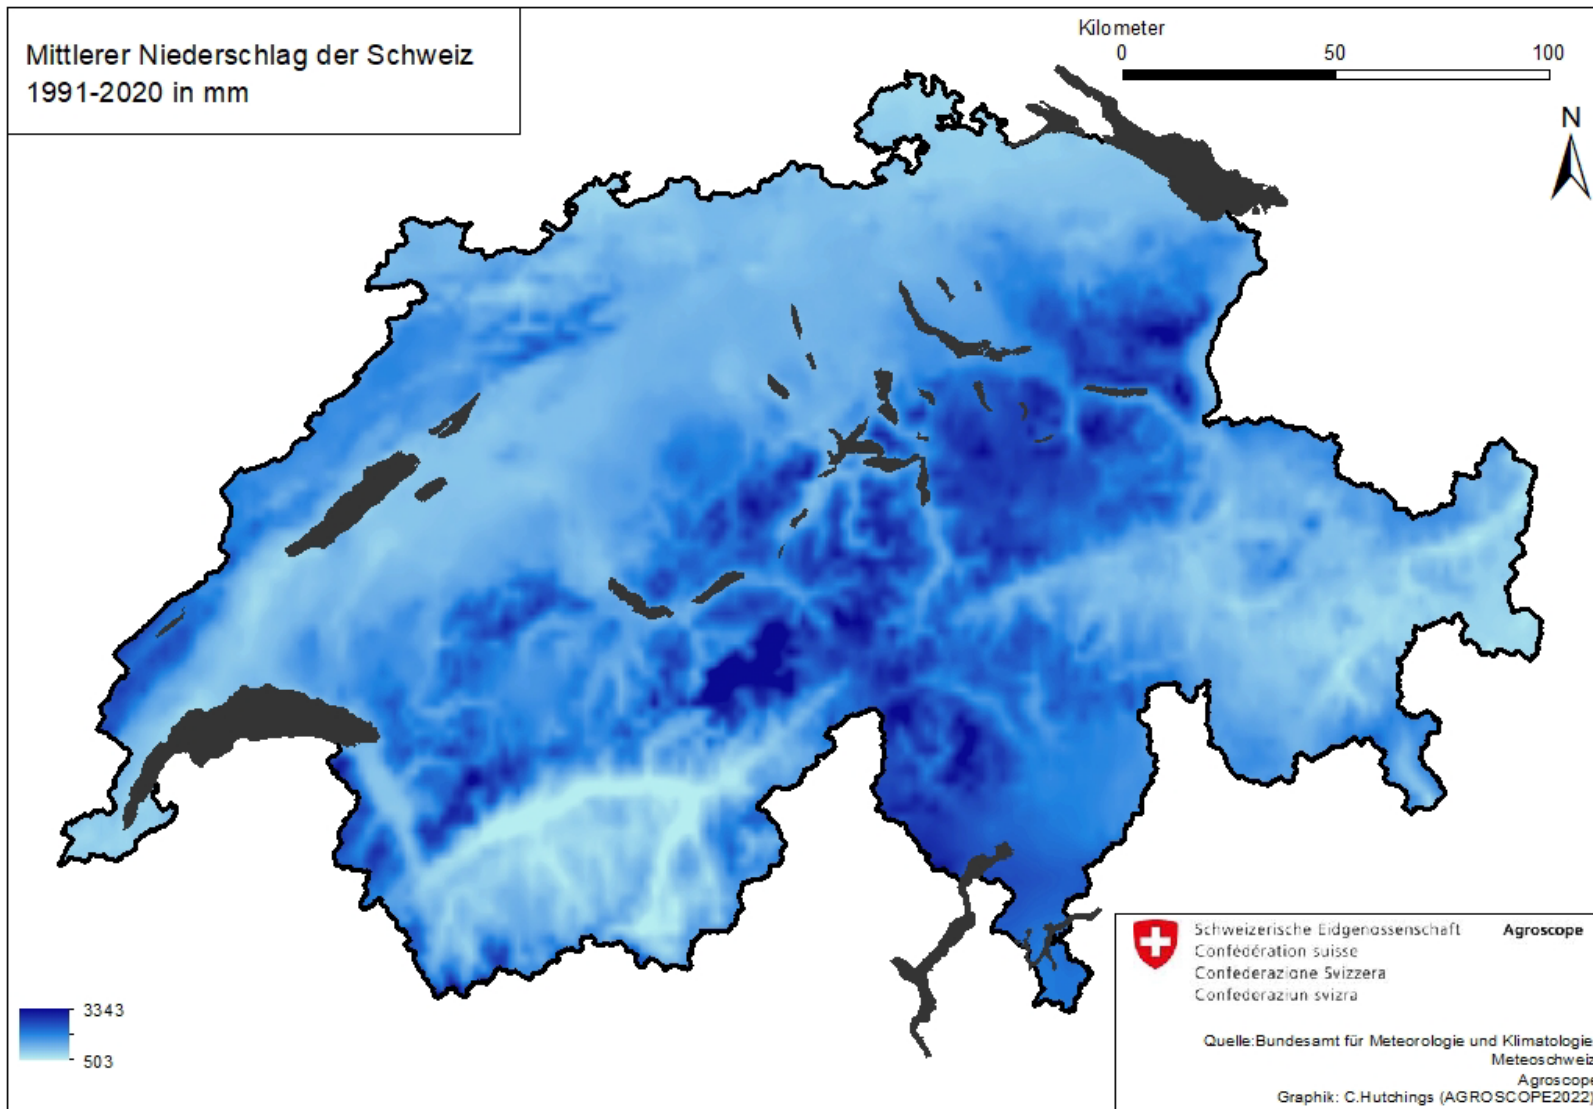 Mittlerer Niederschlag der Schweiz
1991-2020 in mm
Kilometer
0 50 100
N
3343
503
Schweizerische Eidgenossenschaft
Confédération suisse
Confederazione Svizzera
Confederaziun svizra
Agroscope
Quelle:Bundesamt für Meteorologie und Klimatologie
Meteoschweiz
Agroscope
Graphik: C.Hutchings (AGROSCOPE2022)